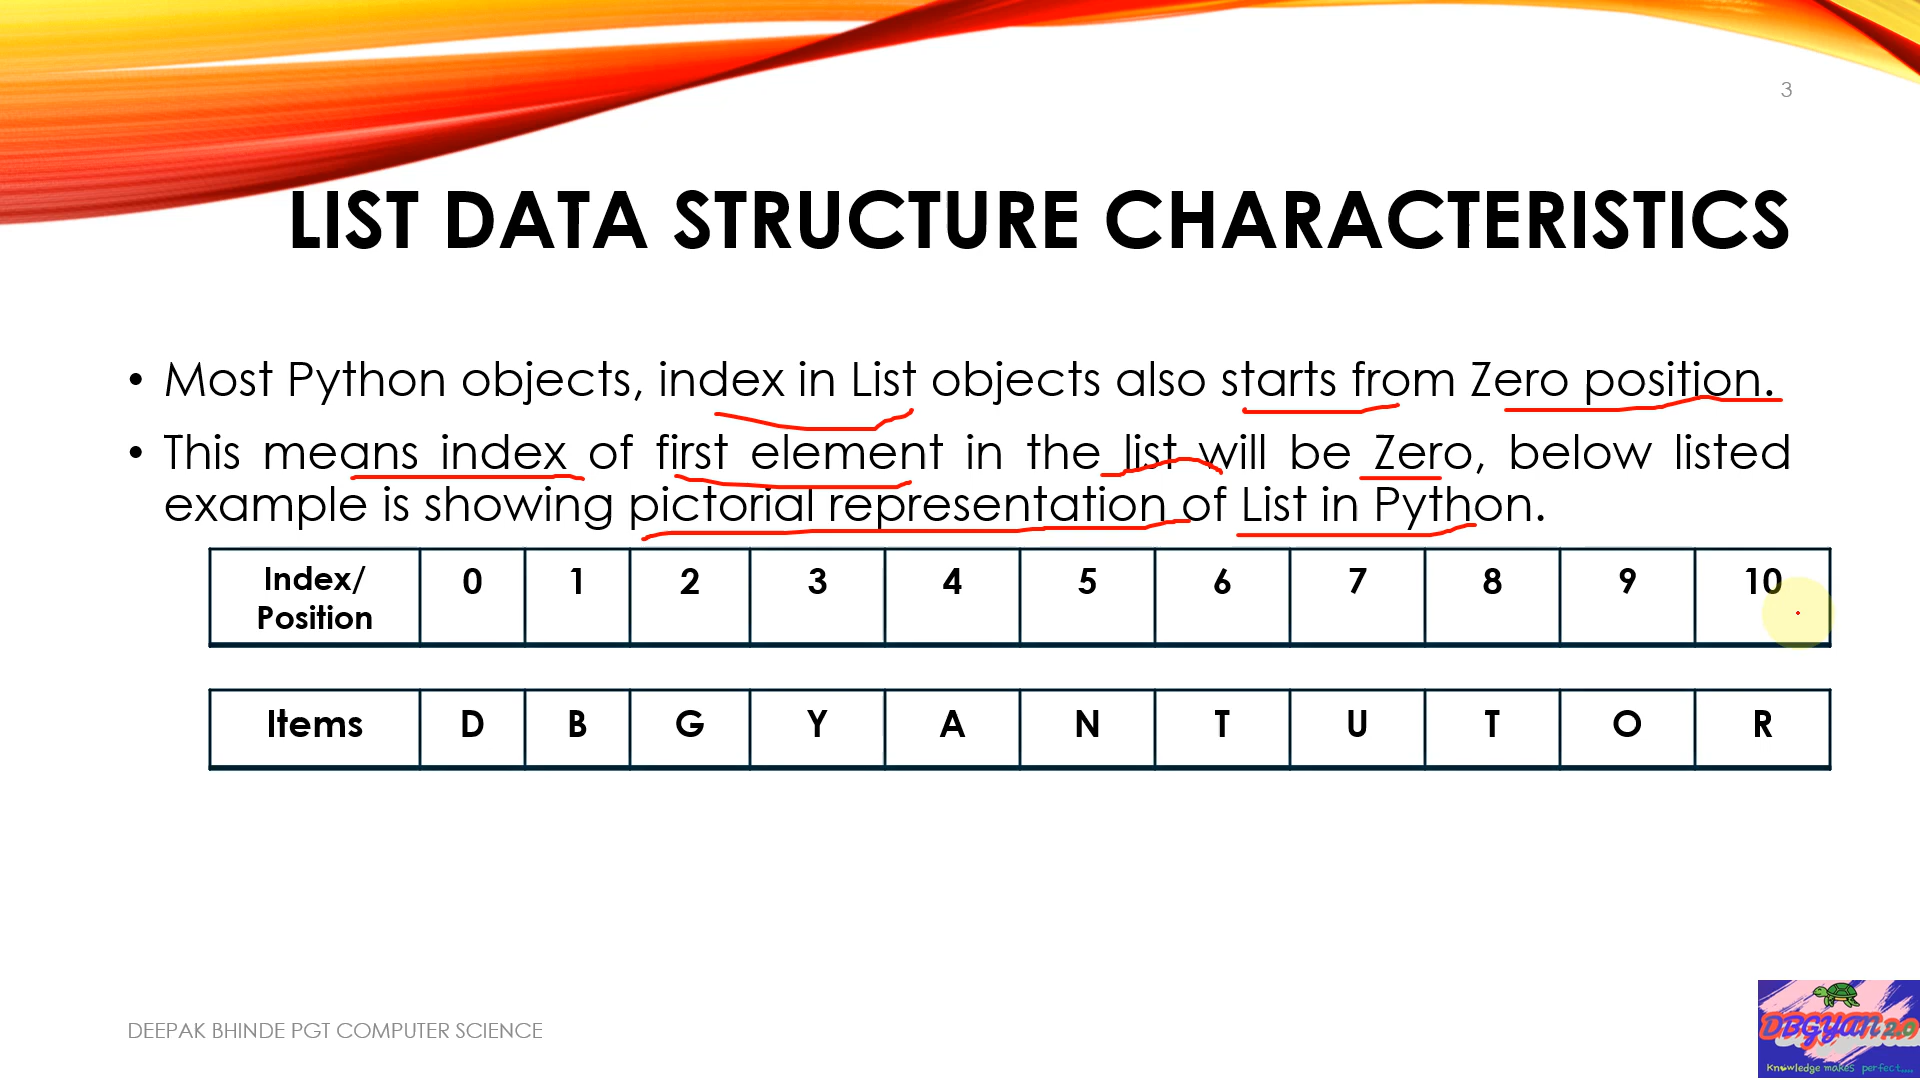 3
LIST DATA STRUCTURE CHARACTERISTICS
• Most Python objects, index in List objects also starts from Zero position.
• This means index of first element in the list will be Zero, below listed
example is showing pictorial representation of List in Python.
Index/ 0 1 2 3 4 5 6 7 8 9 10
Position
Items D B G Y A N T U T O R
DEEPAK BHINDE PGT COMPUTER SCIENCE
DBGYAN 2.0
Knowledge makes perfect....